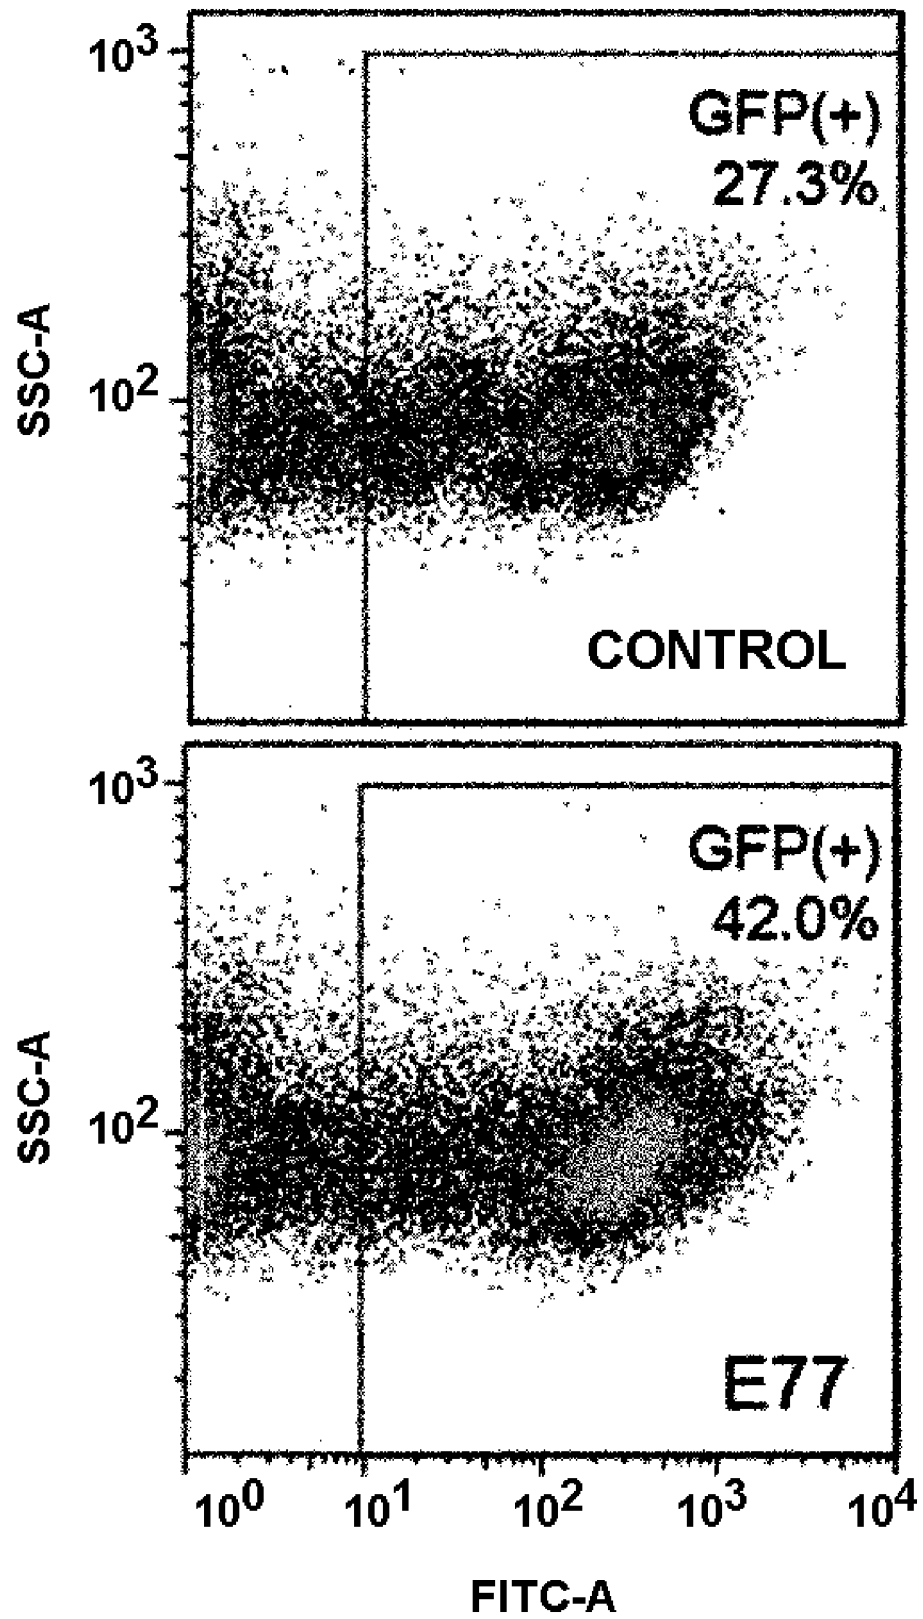 10³
GFP(+)
27.3%
SSC-A
10²
CONTROL
10³
GFP(+)
42.0%
SSC-A
10²
E77
10⁰ 10¹ 10² 10³ 10⁴
FITC-A